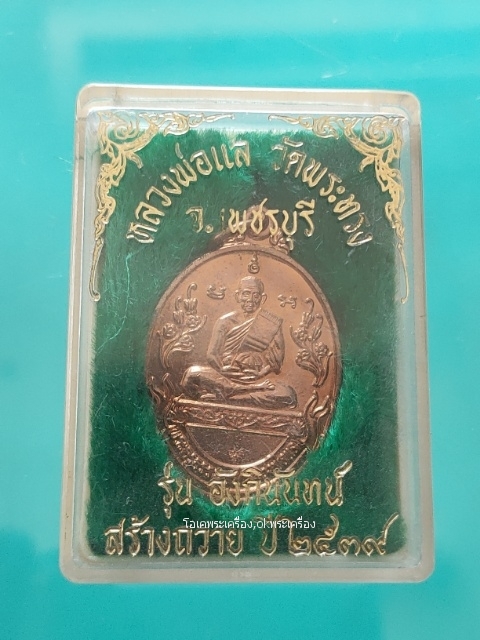 หลวงพ่อแล วัดพระทรง
จ.เพชรบุรี
รุ่น อังคินันทน์
โอเคพระเครื่อง,oาพระเครื่อง
สร้างถวาย ปี ๒๕๓๙